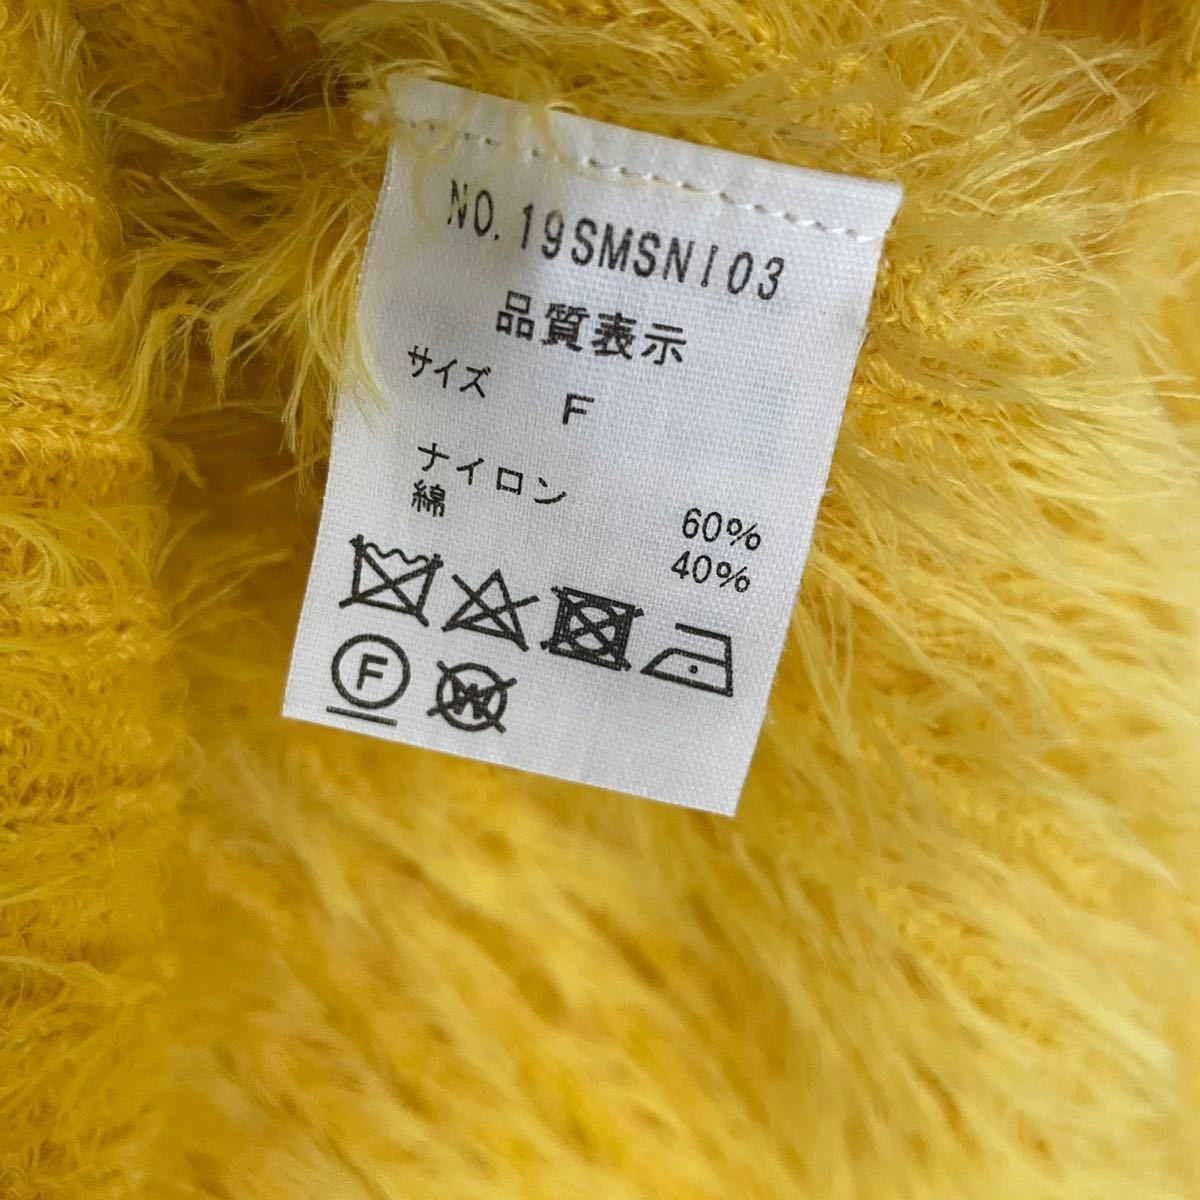 NO.19SMSNI03
品質表示
サイズ F
ナイロン 60%
綿 40%
F W